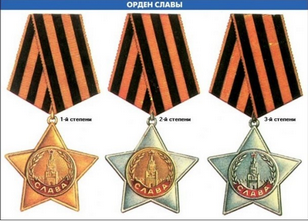 ОРДЕН СЛАВЫ
1-й степени
2-й степени
3-й степени
СЛАВА
СЛАВА
СЛАВА